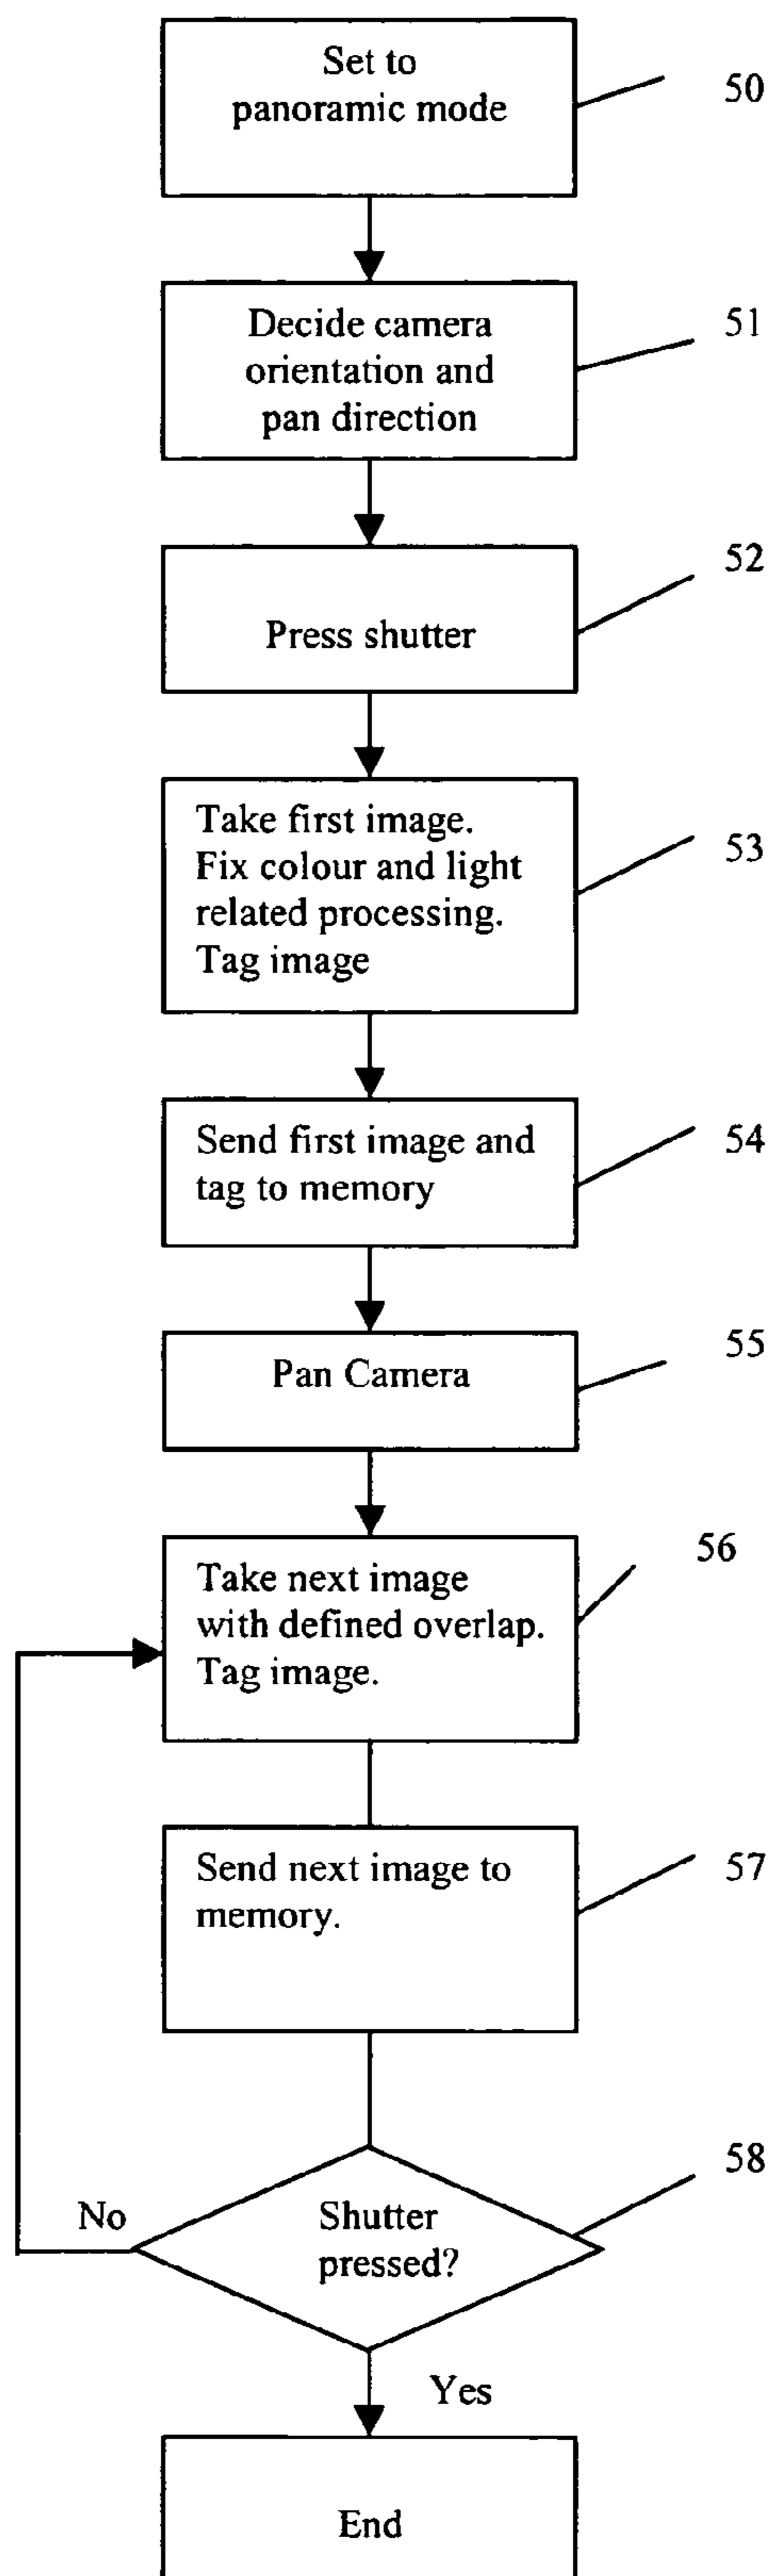 Set to
panoramic mode
50
Decide camera
orientation and
pan direction
51
Press shutter
52
Take first image.
Fix colour and light
related processing.
Tag image
53
Send first image and
tag to memory
54
Pan Camera
55
Take next image
with defined overlap.
Tag image.
56
Send next image to
memory.
57
Shutter
pressed?
58
No
Yes
End